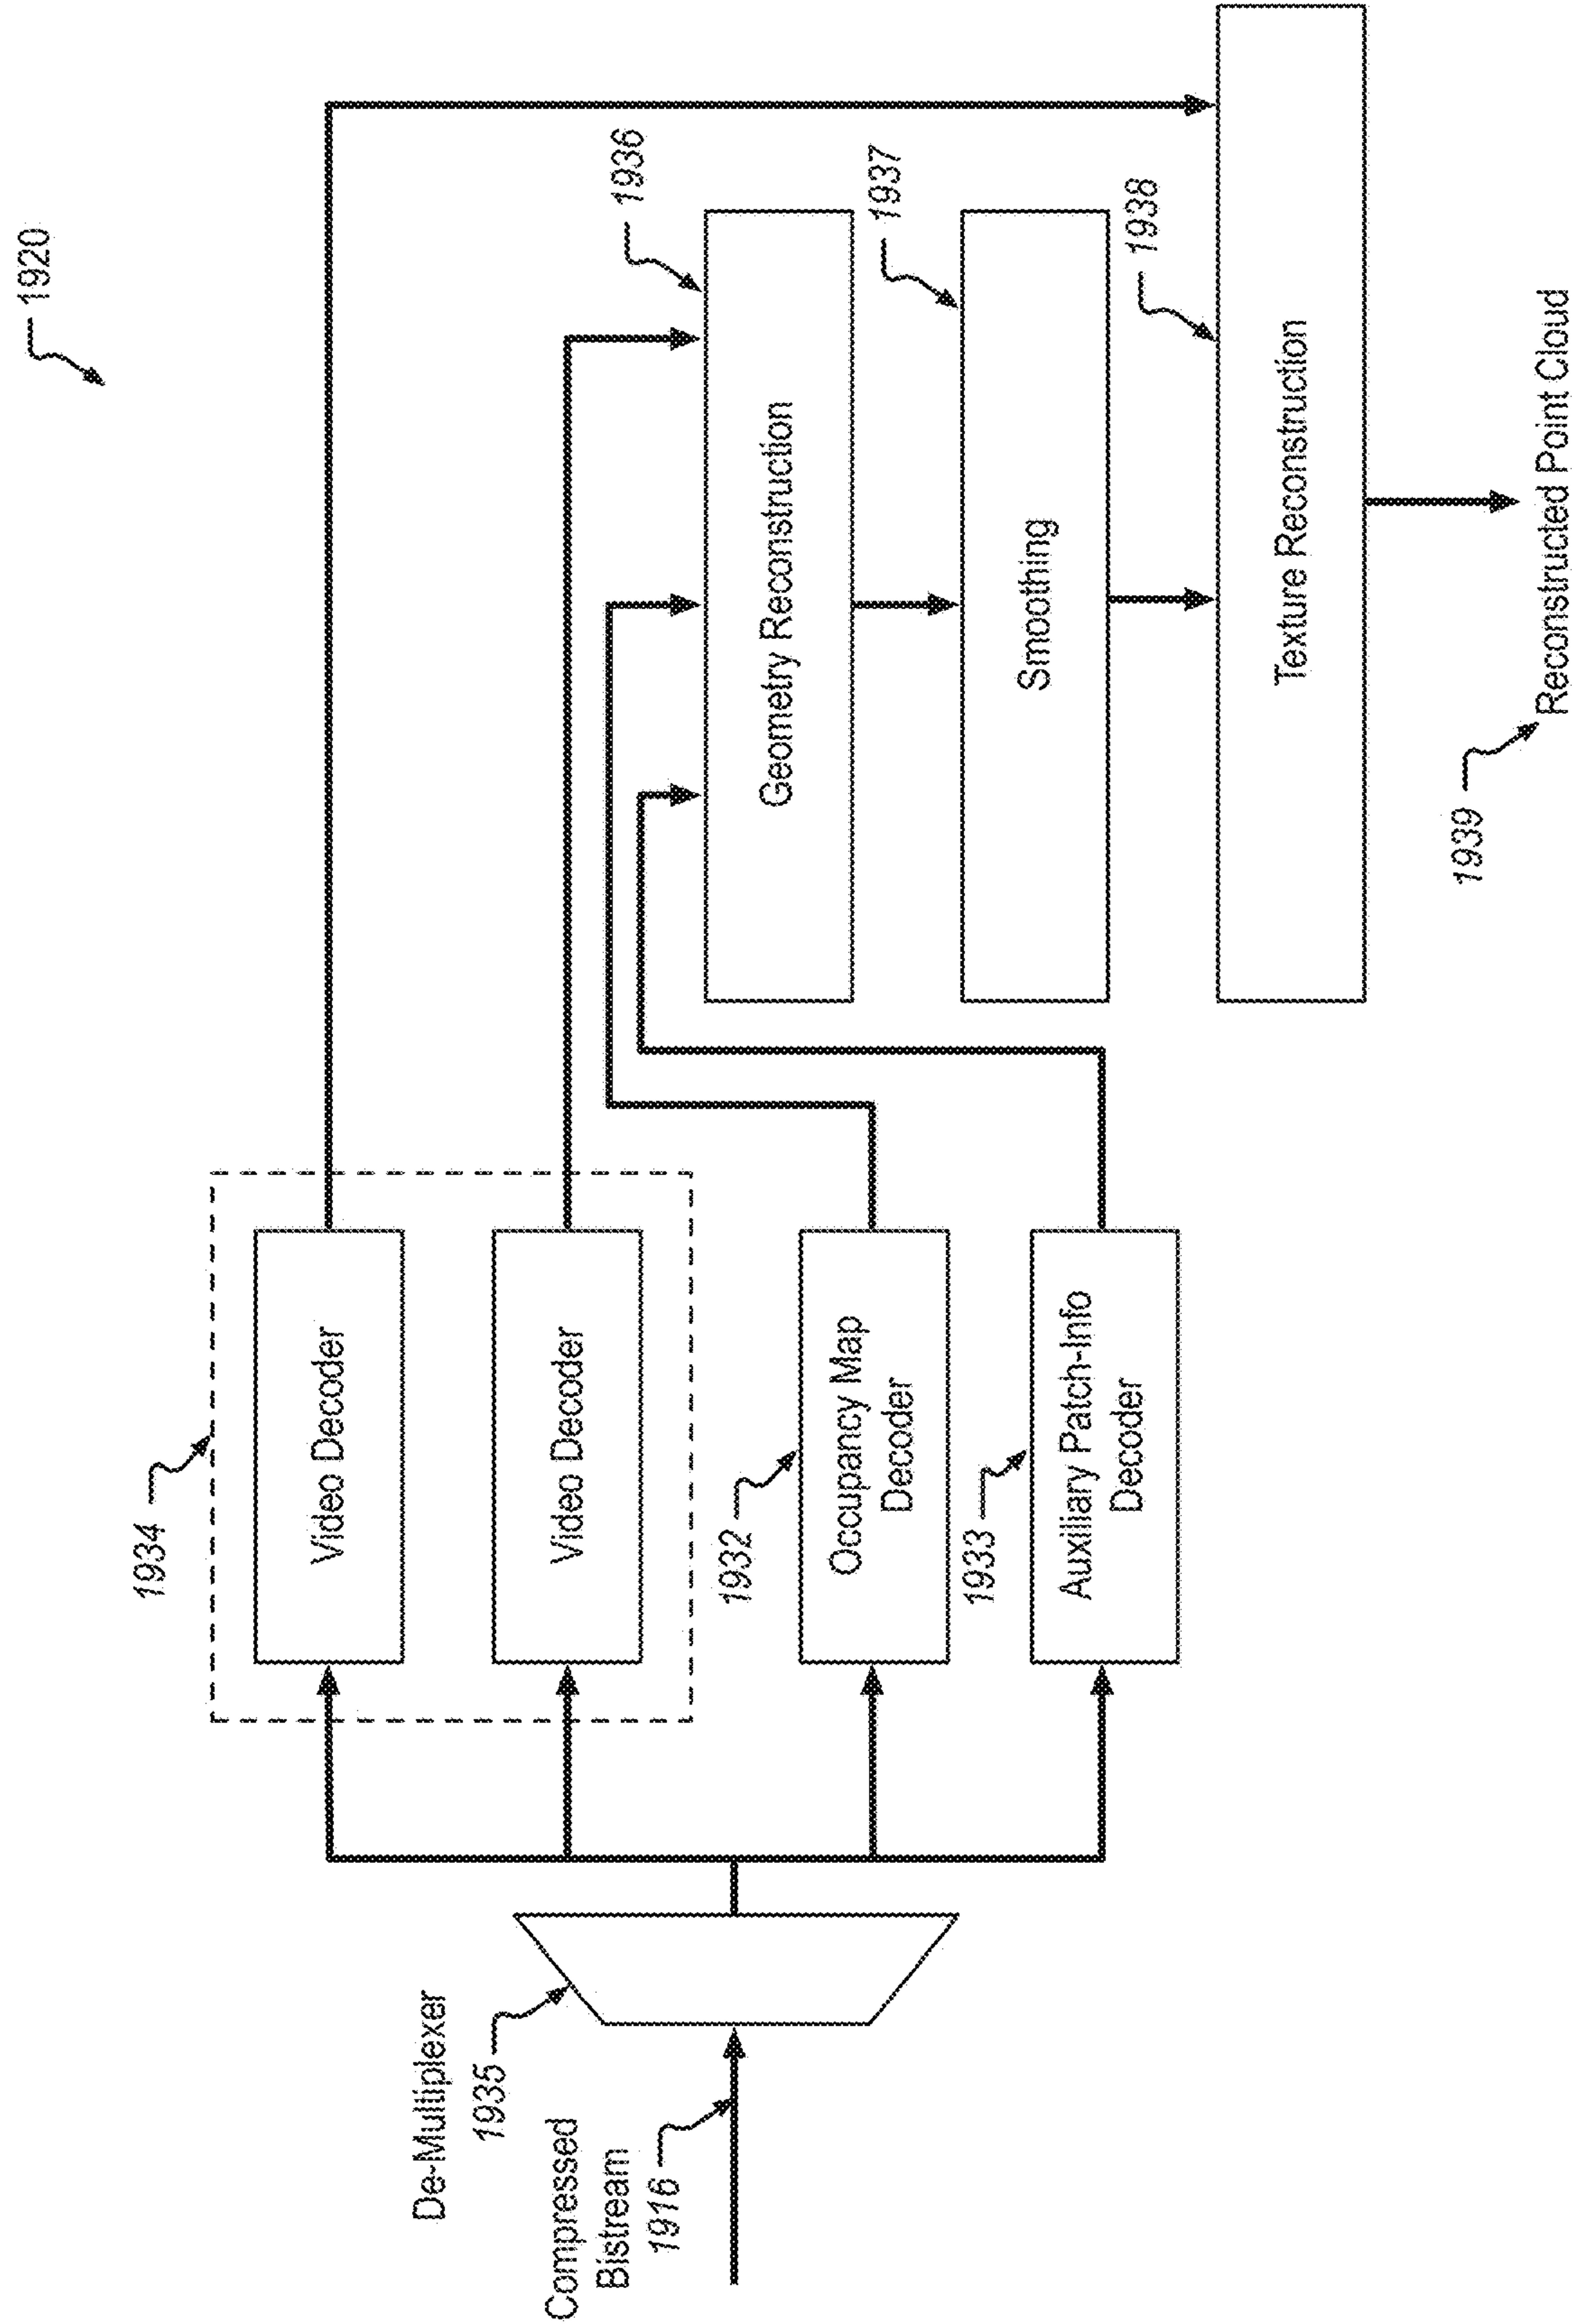 1920
1934
Video Decoder
Video Decoder
1932
Occupancy Map
Decoder
1933
Auxiliary Patch-Info
Decoder
De-Multiplexer
1935
Compressed
Bistream
1916
1936
Geometry Reconstruction
1937
Smoothing
1938
Texture Reconstruction
1939
Reconstructed Point Cloud